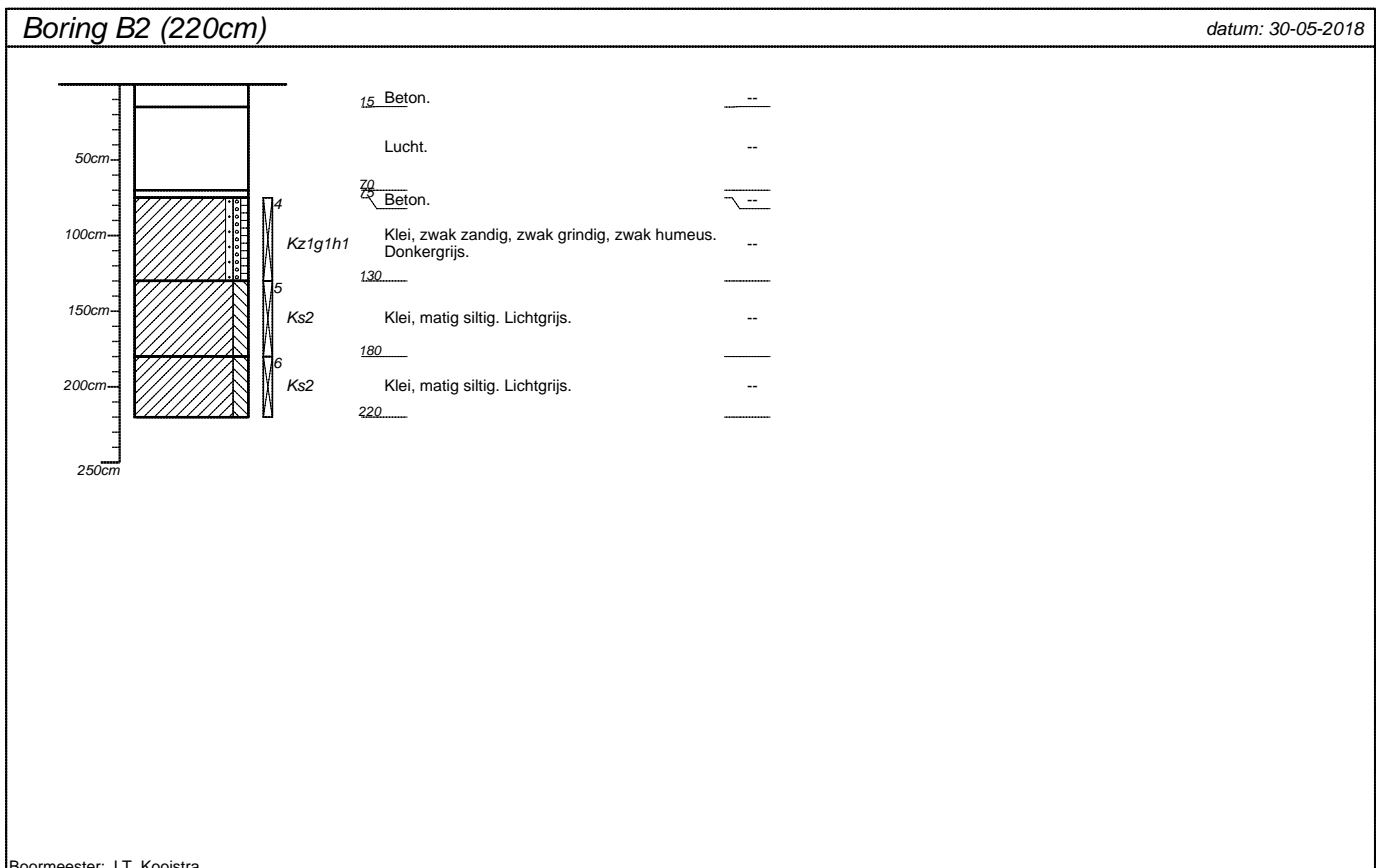 Boring B2 (220cm)
datum: 30-05-2018
15 Beton. --
Lucht. --
50cm
70
75 Beton. --
4
100cm Kz1g1h1 Klei, zwak zandig, zwak grindig, zwak humeus. --
Donkergrijs.
130
5
150cm Ks2 Klei, matig siltig. Lichtgrijs. --
180
6
200cm Ks2 Klei, matig siltig. Lichtgrijs. --
220
250cm
Boormeester: J.T. Kooistra